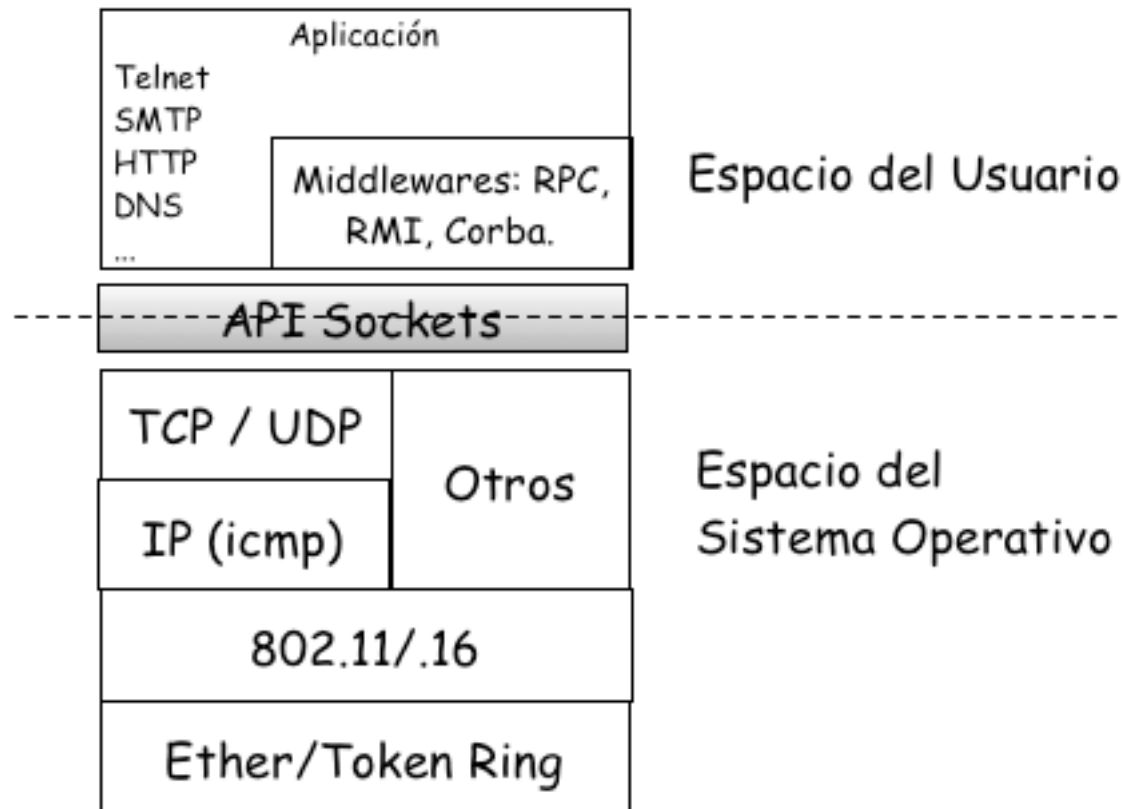 Aplicación
Telnet
SMTP
HTTP
DNS
...
Middlewares: RPC,
RMI, Corba.
Espacio del Usuario
API Sockets
TCP / UDP
Otros
IP (icmp)
Espacio del
Sistema Operativo
802.11/.16
Ether/Token Ring